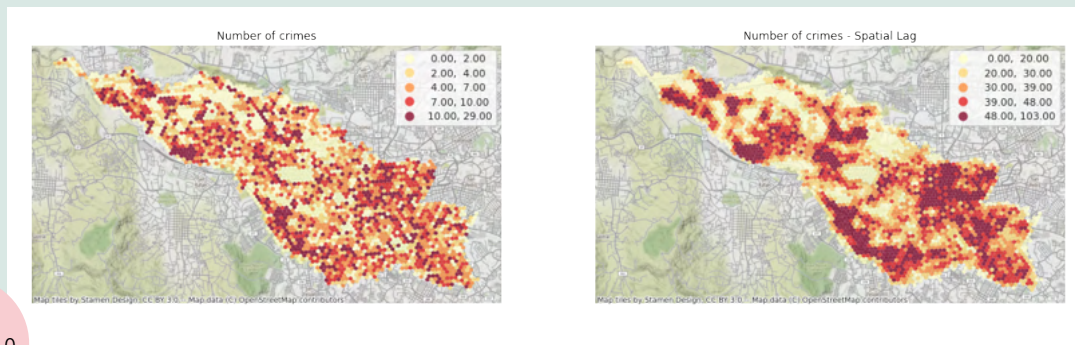 Number of crimes
0.00, 2.00
2.00, 4.00
4.00, 7.00
7.00, 10.00
10.00, 29.00
Map tiles by Stamen Design, CC BY 3.0. Map data (C) OpenStreetMap contributors
Number of crimes - Spatial Lag
0.00, 20.00
20.00, 30.00
30.00, 39.00
39.00, 48.00
48.00, 103.00
Map tiles by Stamen Design, CC BY 3.0. Map data (C) OpenStreetMap contributors